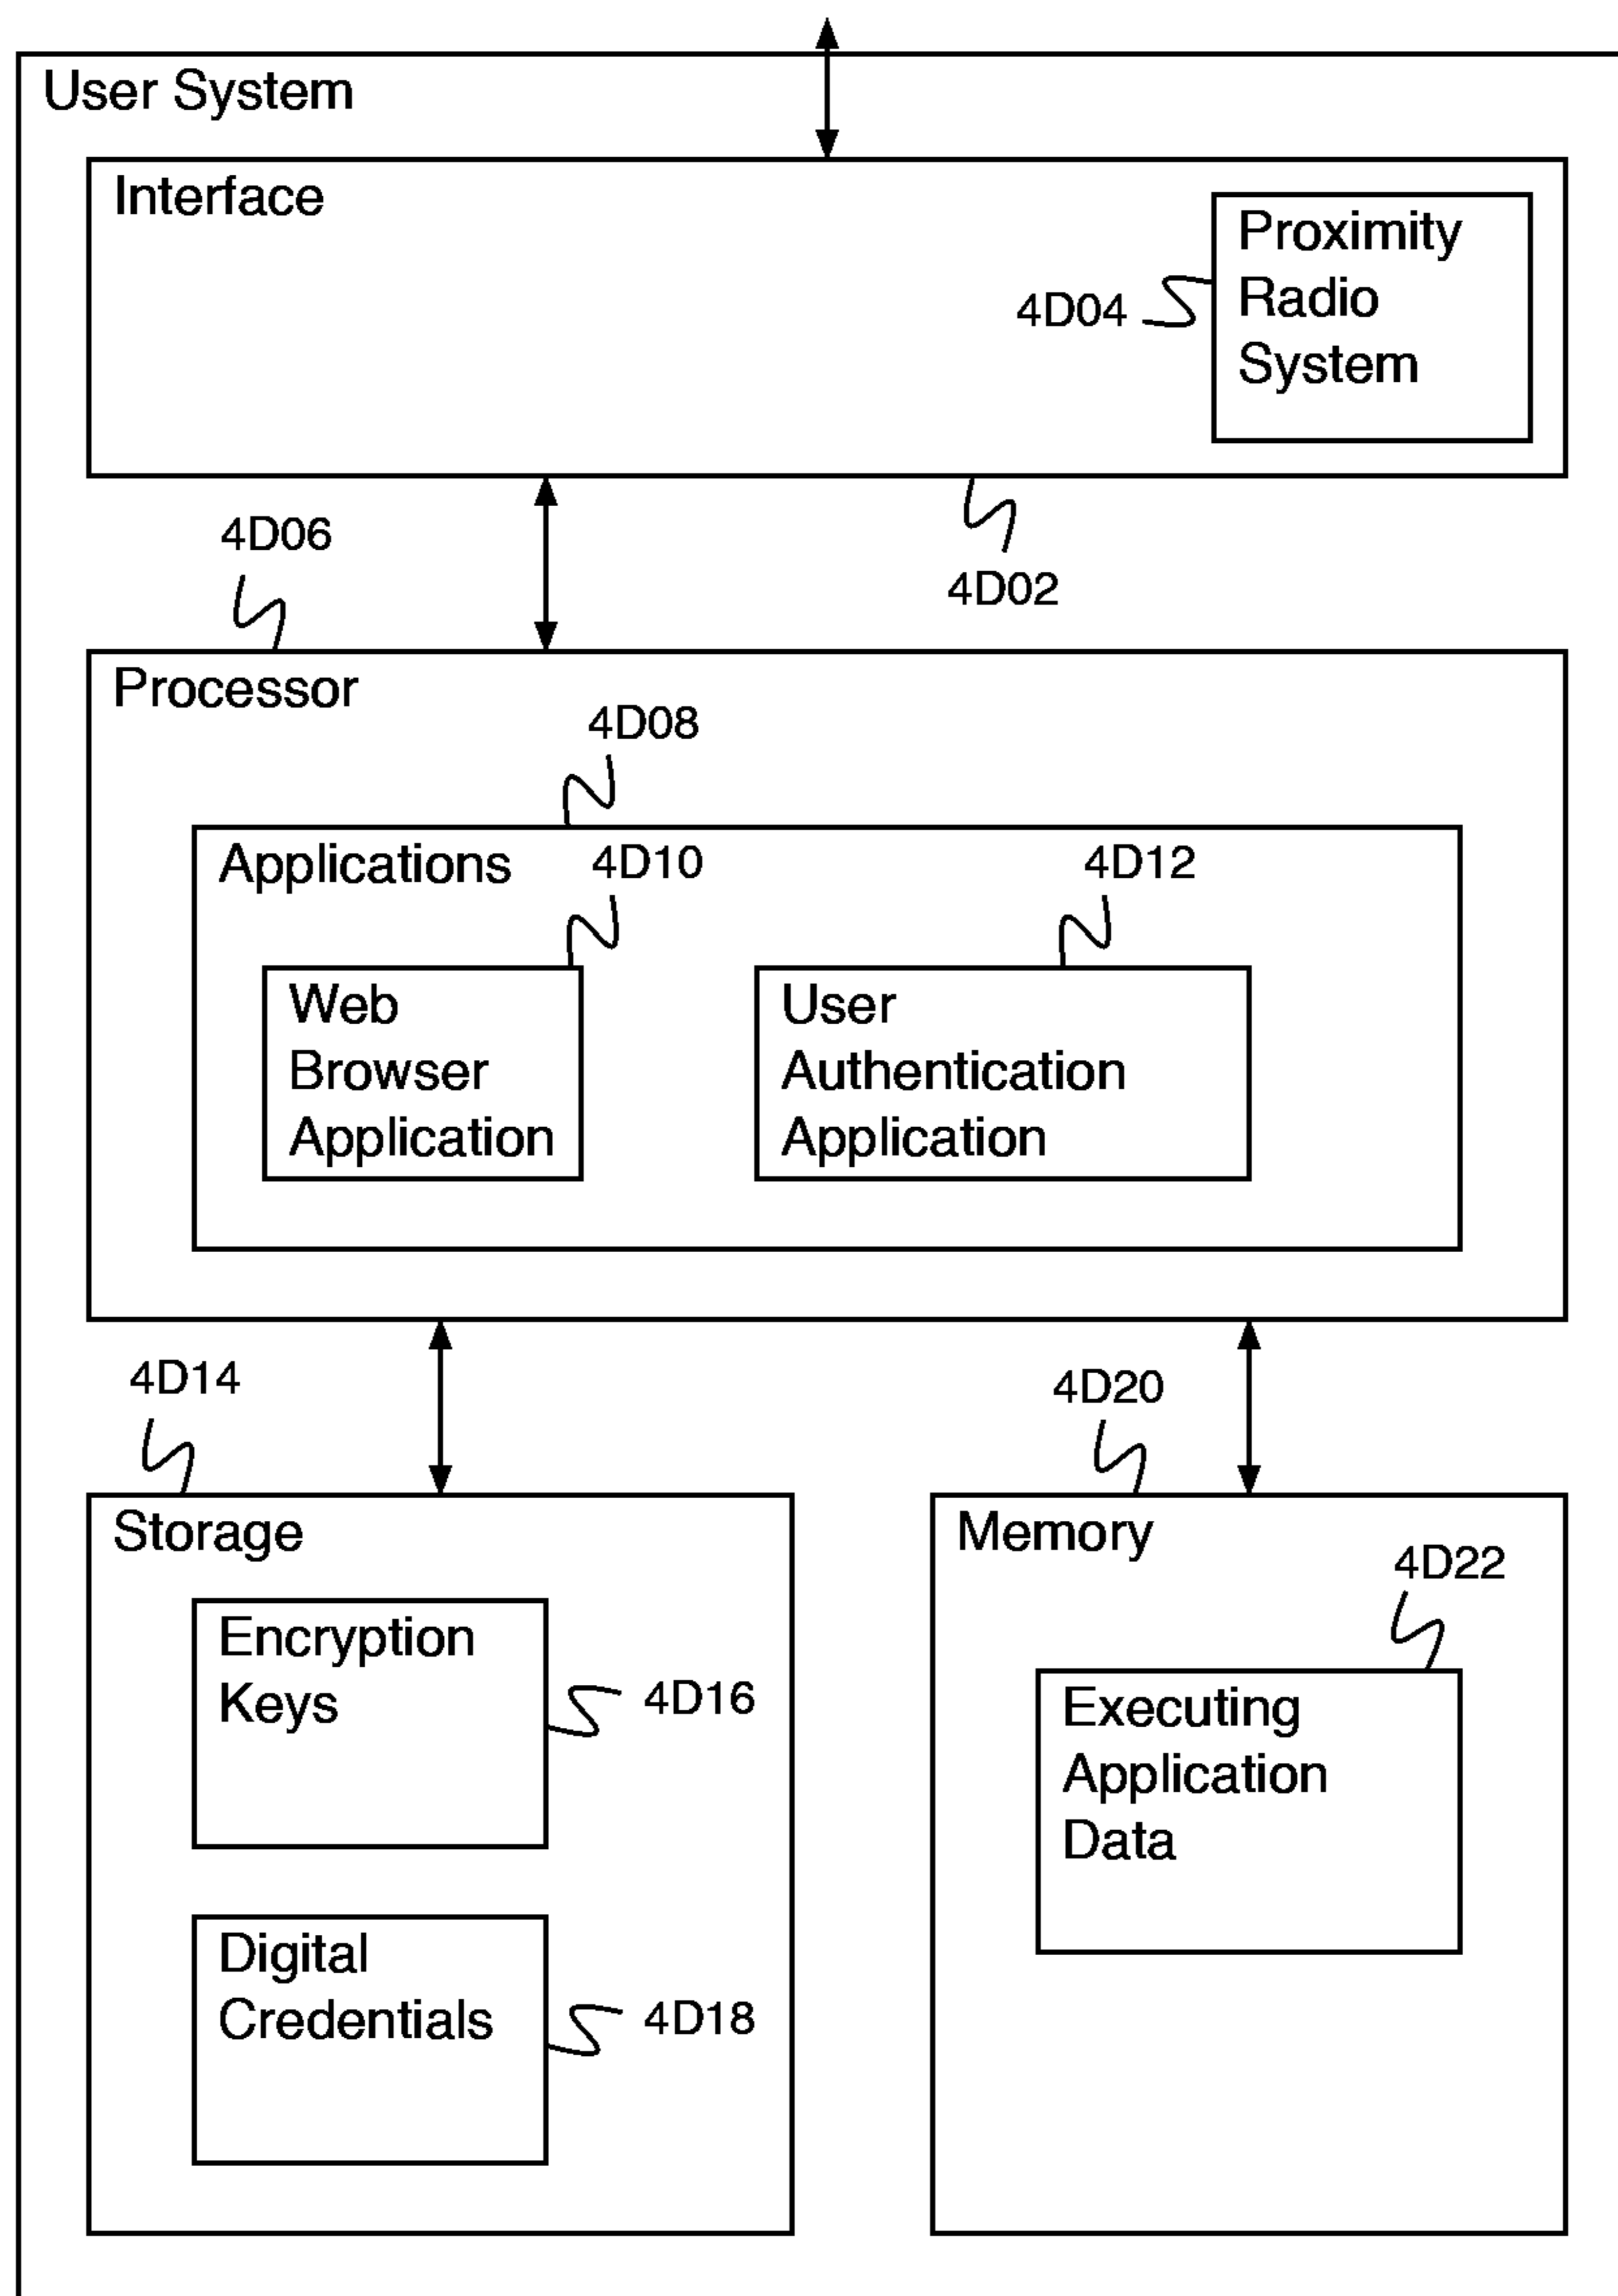 User System
Interface
Proximity
Radio
System
4D04
4D06
4D02
Processor
4D08
Applications
4D10
4D12
Web
Browser
Application
User
Authentication
Application
4D14
4D20
Storage
Encryption
Keys
4D16
Digital
Credentials
4D18
Memory
4D22
Executing
Application
Data